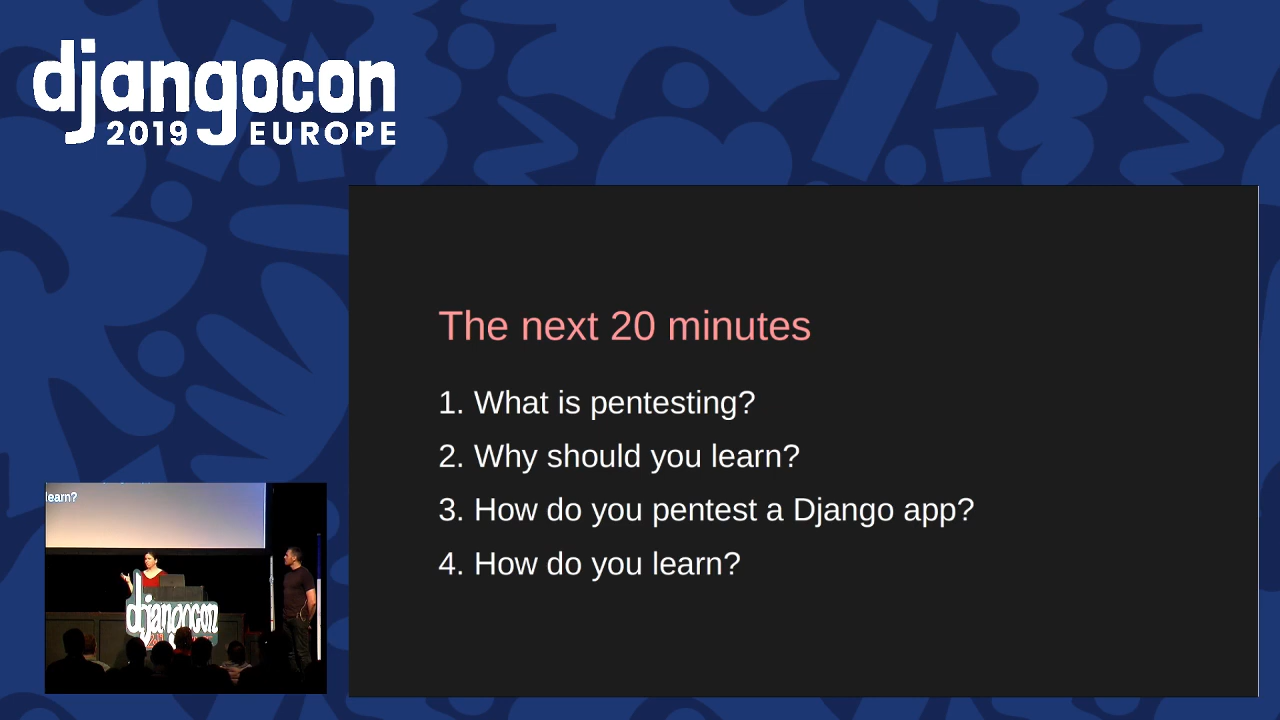 djangocon
2019 EUROPE
The next 20 minutes
1. What is pentesting?
2. Why should you learn?
3. How do you pentest a Django app?
4. How do you learn?
learn?
djangocon